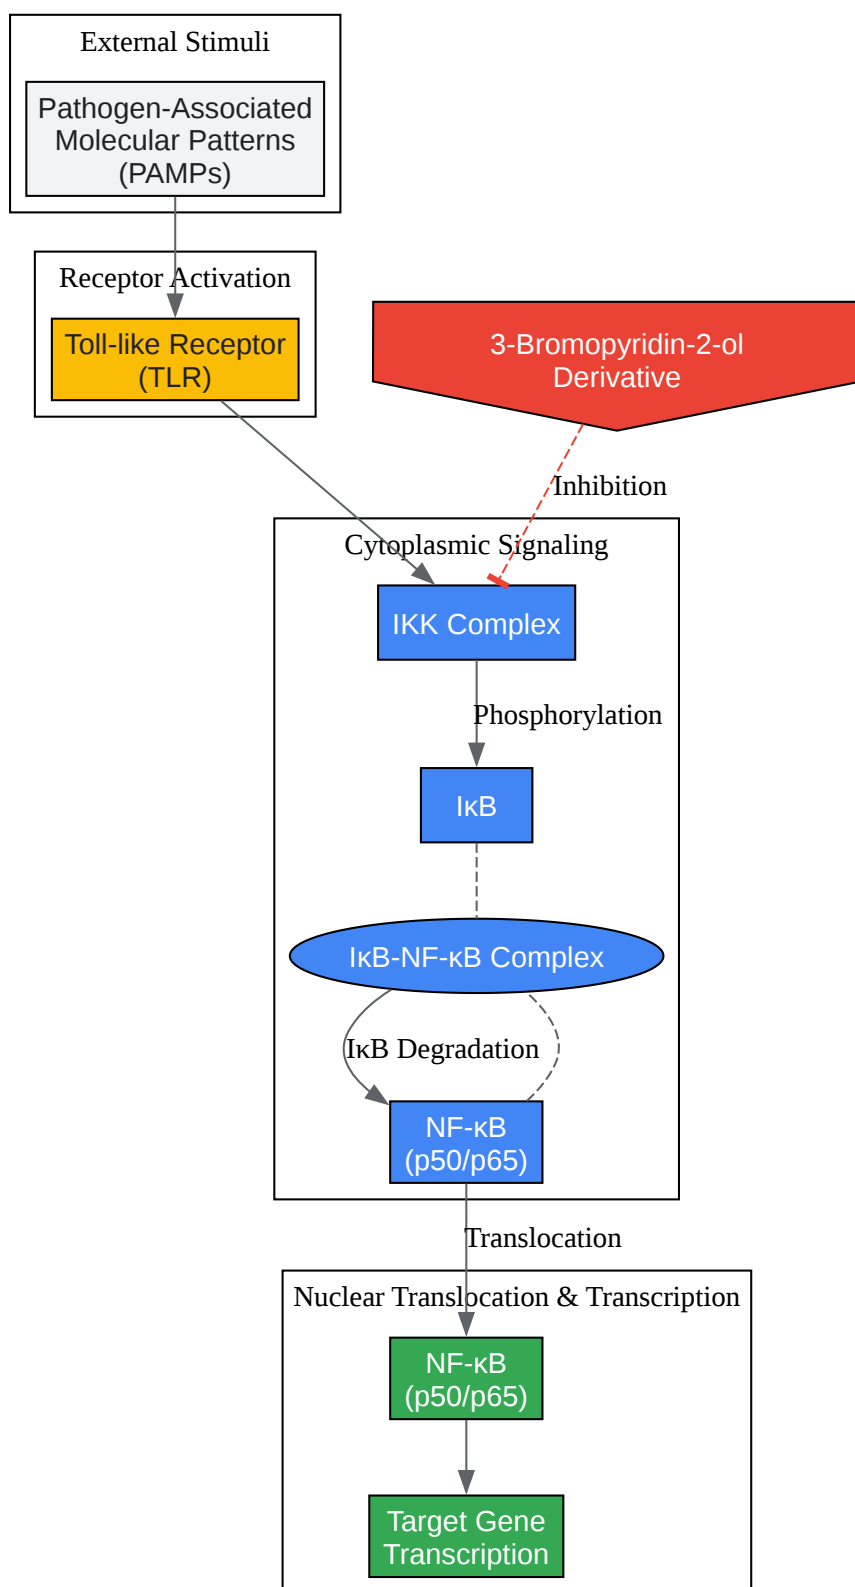 External Stimuli
Pathogen-Associated
Molecular Patterns
(PAMPs)
Receptor Activation
Toll-like Receptor
(TLR)
3-Bromopyridin-2-ol
Derivative
Inhibition
Cytoplasmic Signaling
IKK Complex
Phosphorylation
IκB
IκB-NF-κB Complex
IκB Degradation
NF-κB
(p50/p65)
Translocation
Nuclear Translocation & Transcription
NF-κB
(p50/p65)
Target Gene
Transcription